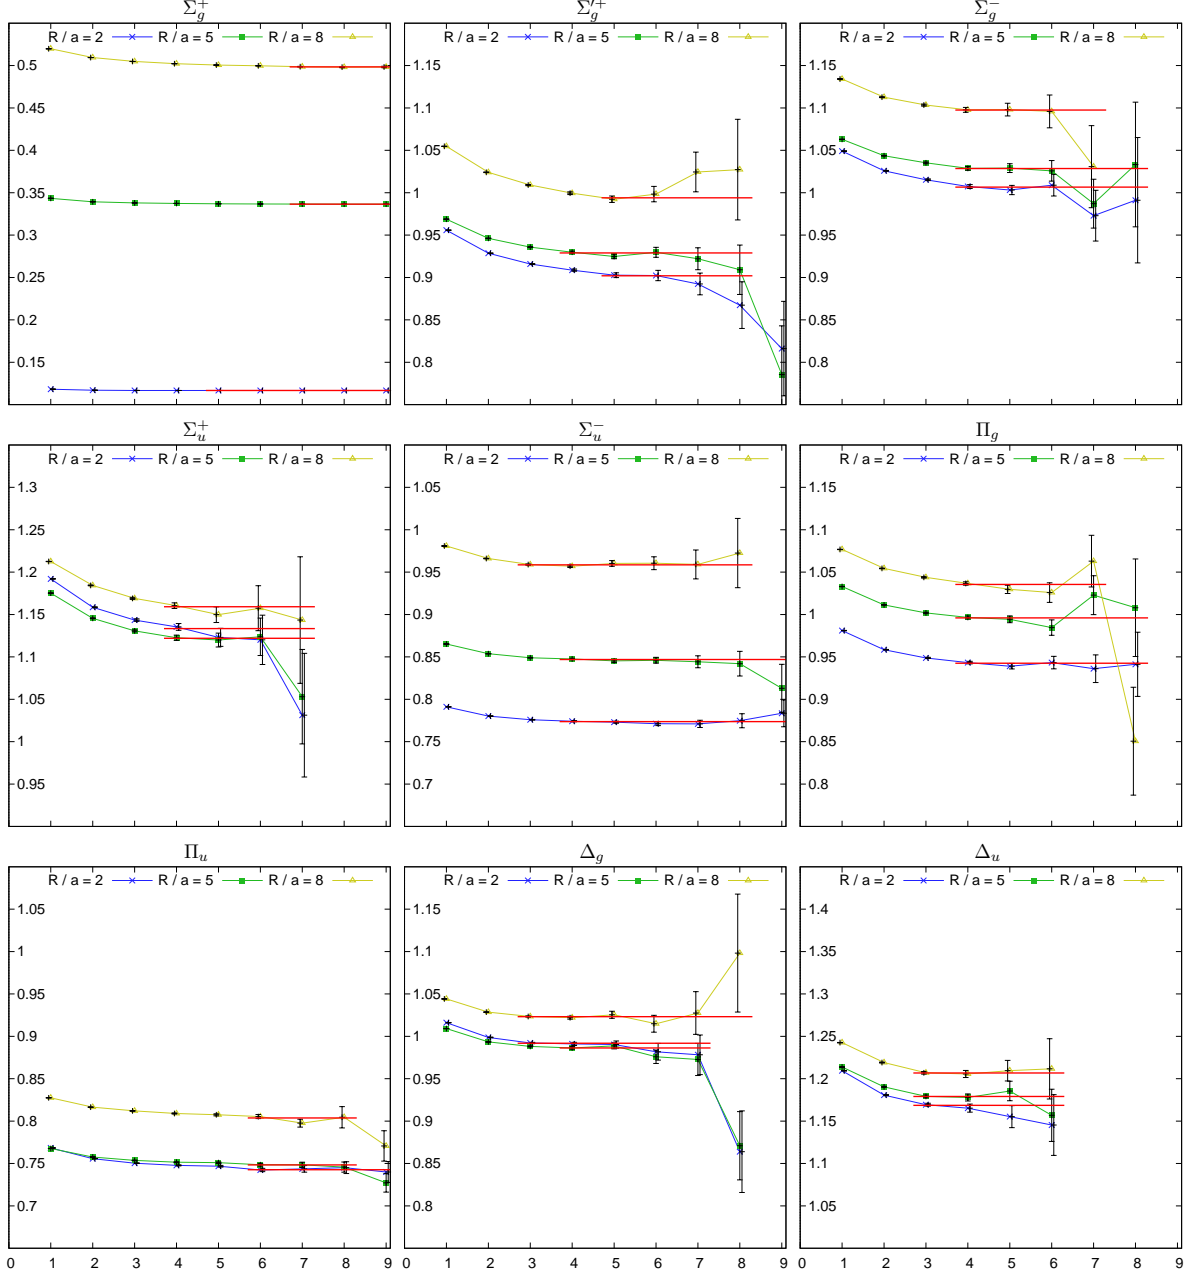 Σ_g^+ Σ_g^{′+} Σ_g^−
R / a = 2 R / a = 5 R / a = 8 R / a = 2 R / a = 5 R / a = 8 R / a = 2 R / a = 5 R / a = 8
0.5 1.15 1.15
0.45 1.1 1.1
0.4 1.05 1.05
0.35 1 1
0.3 0.95 0.95
0.25 0.9 0.9
0.2 0.85 0.85
0.15 0.8 0.8
Σ_u^+ Σ_u^− Π_g
R / a = 2 R / a = 5 R / a = 8 R / a = 2 R / a = 5 R / a = 8 R / a = 2 R / a = 5 R / a = 8
1.3 1.05 1.15
1.25 1 1.1
1.2 0.95 1.05
1.15 0.9 1
1.1 0.85 0.95
1.05 0.8 0.9
1 0.75 0.85
0.95 0.7 0.8
Π_u Δ_g Δ_u
R / a = 2 R / a = 5 R / a = 8 R / a = 2 R / a = 5 R / a = 8 R / a = 2 R / a = 5 R / a = 8
1.05 1.15 1.4
1 1.1 1.35
0.95 1.05 1.3
0.9 1 1.25
0.85 0.95 1.2
0.8 0.9 1.15
0.75 0.85 1.1
0.7 0.8 1.05
0 1 2 3 4 5 6 7 8 9 0 1 2 3 4 5 6 7 8 9 0 1 2 3 4 5 6 7 8 9